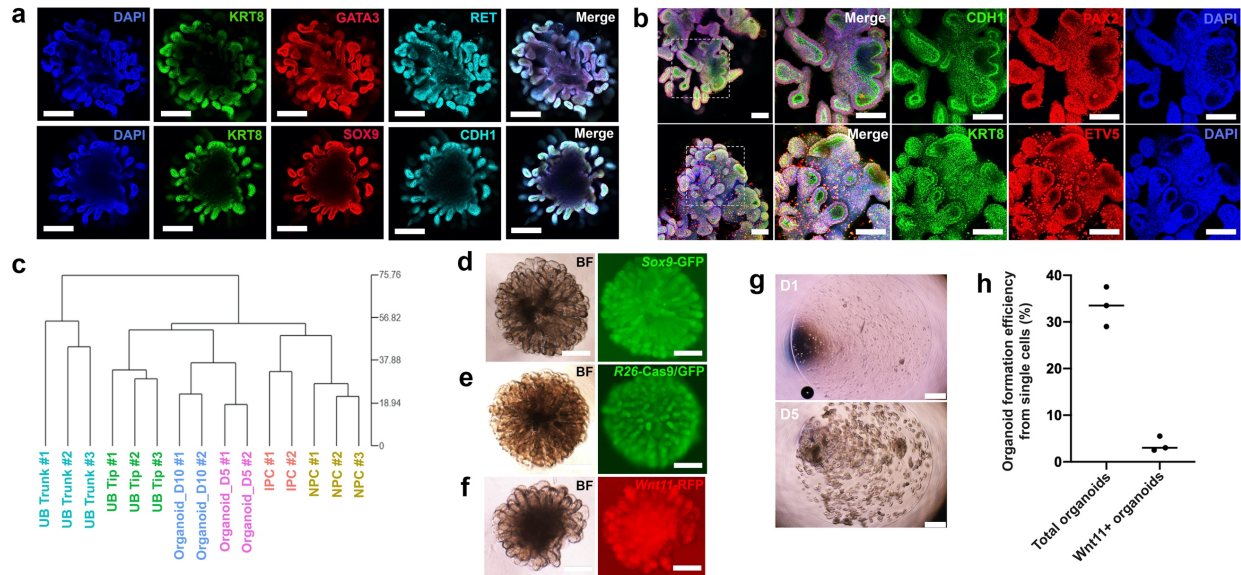 a
DAPI
KRT8
GATA3
RET
Merge
DAPI
KRT8
SOX9
CDH1
Merge
b
Merge
CDH1
PAX2
DAPI
Merge
KRT8
ETV5
DAPI
c
75.76
56.82
37.88
18.94
0
UB Trunk #1
UB Trunk #2
UB Trunk #3
UB Tip #1
UB Tip #2
UB Tip #3
Organoid_D10 #1
Organoid_D10 #2
Organoid_D5 #1
Organoid_D5 #2
IPC #1
IPC #2
NPC #1
NPC #2
NPC #3
d
BF
Sox9-GFP
e
BF
R26-Cas9/GFP
f
BF
Wnt11-RFP
g
D1
D5
h
Organoid formation efficiency
from single cells (%)
40
30
20
10
0
Total organoids
Wnt11+ organoids